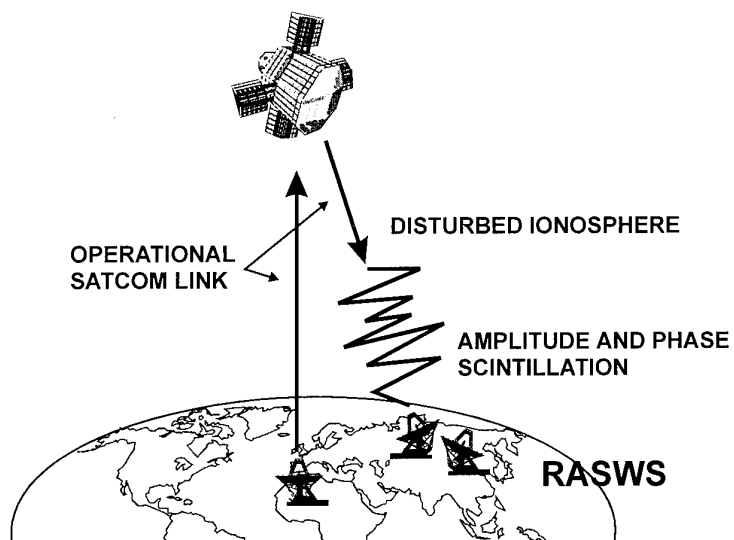 DISTURBED IONOSPHERE
OPERATIONAL
SATCOM LINK
AMPLITUDE AND PHASE
SCINTILLATION
RASWS